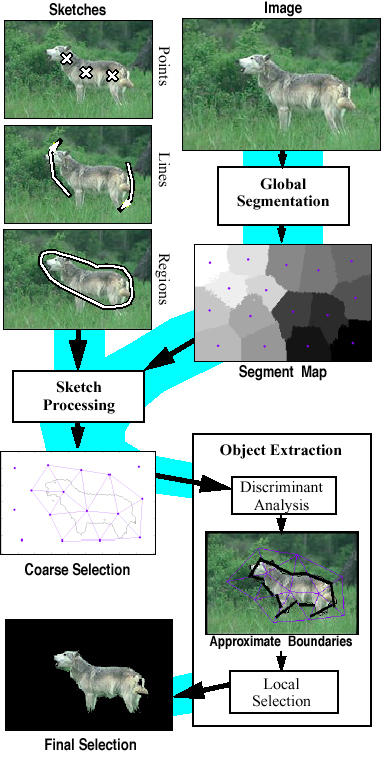 Sketches
Image
Points
Lines
Regions
Global
Segmentation
Segment Map
Sketch
Processing
Object Extraction
Discriminant
Analysis
Coarse Selection
Approximate Boundaries
Local
Selection
Final Selection